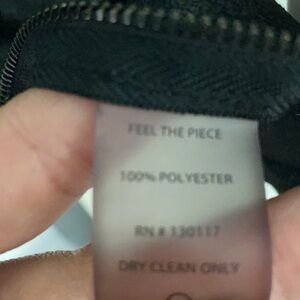 FEEL THE PIECE
100% POLYESTER
RN # 130117
DRY CLEAN ONLY